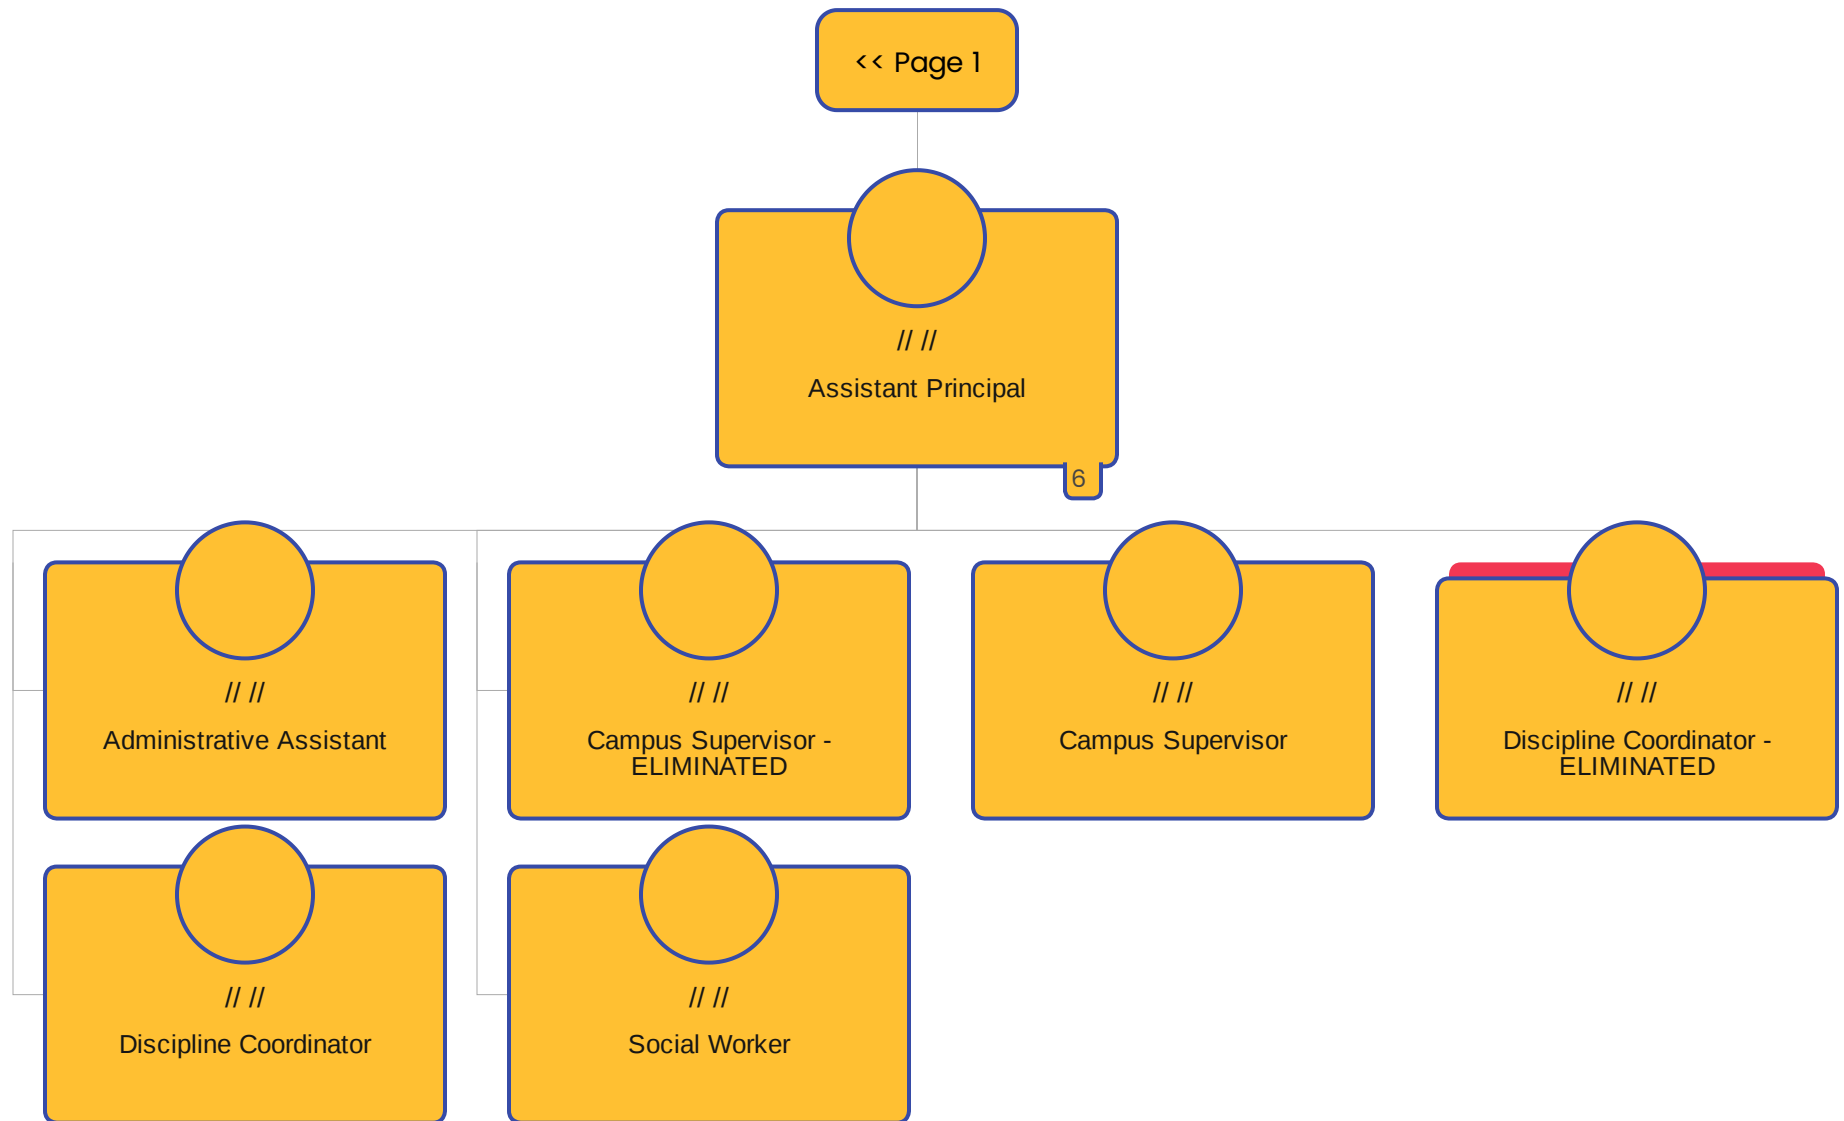 << Page 1
// //
Assistant Principal
6
// //
Administrative Assistant
// //
Campus Supervisor -
ELIMINATED
// //
Campus Supervisor
// //
Discipline Coordinator -
ELIMINATED
// //
Discipline Coordinator
// //
Social Worker